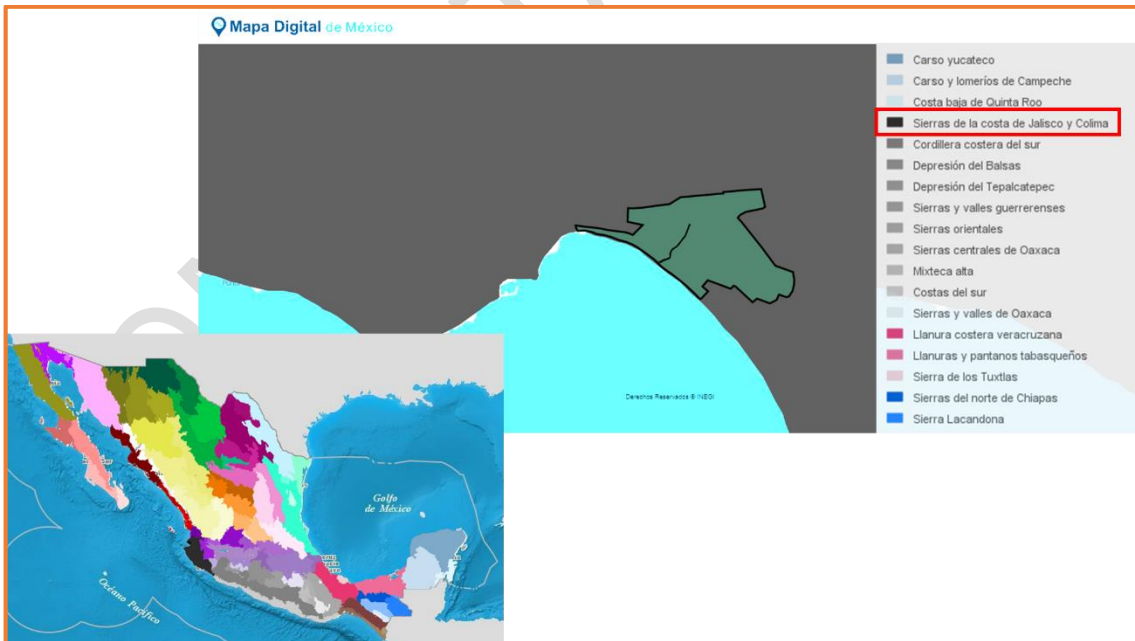 Mapa Digital de México
Carso yucateco
Carso y lomeríos de Campeche
Costa baja de Quinta Roo
Sierras de la costa de Jalisco y Colima
Cordillera costera del sur
Depresión del Balsas
Depresión del Tepalcatepec
Sierras y valles guerrerenses
Sierras orientales
Sierras centrales de Oaxaca
Mixteca alta
Costas del sur
Sierras y valles de Oaxaca
Llanura costera veracruzana
Llanuras y pantanos tabasqueños
Sierra de los Tuxtlas
Sierras del norte de Chiapas
Sierra Lacandona
Derechos Reservados © INEGI
Golfo
de México
Océano Pacífico